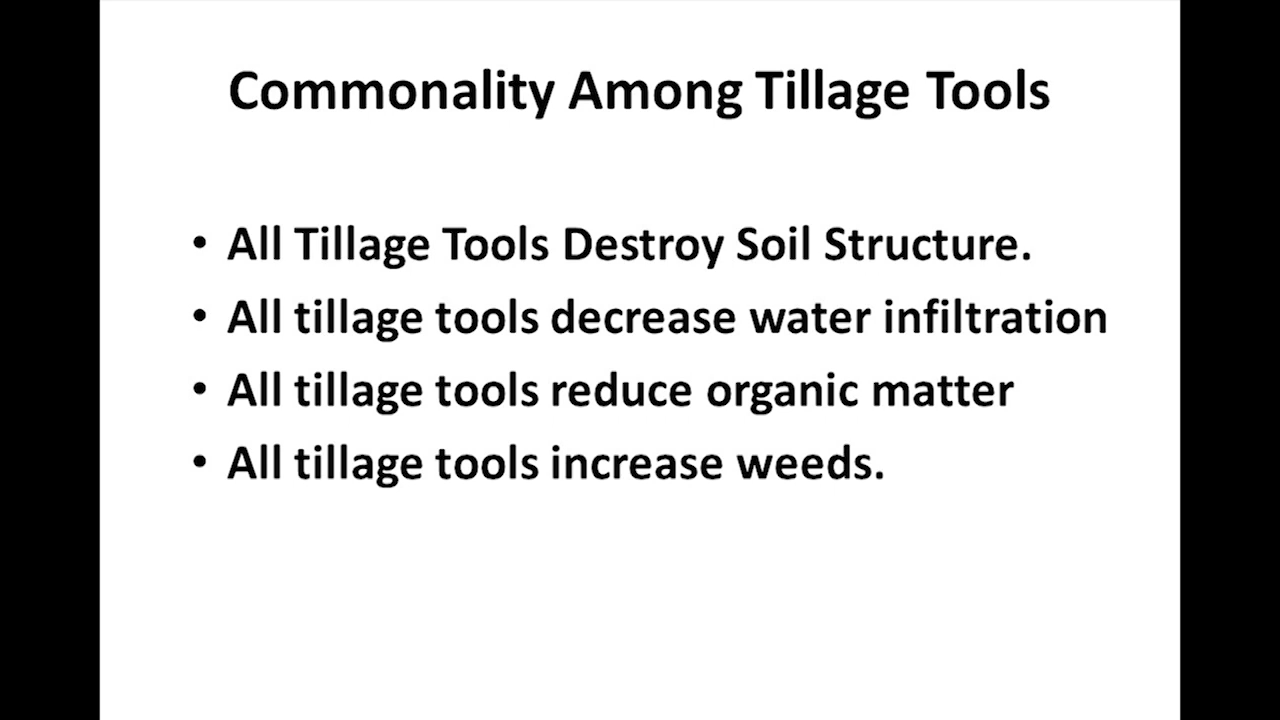 Commonality Among Tillage Tools
• All Tillage Tools Destroy Soil Structure.
• All tillage tools decrease water infiltration
• All tillage tools reduce organic matter
• All tillage tools increase weeds.